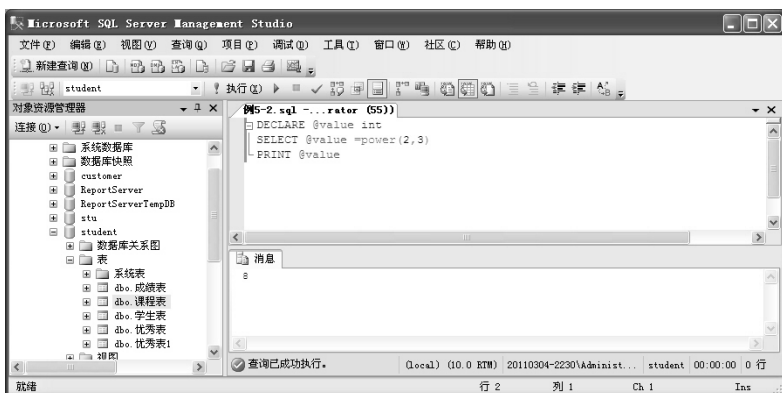 Microsoft SQL Server Management Studio
文件(F) 编辑(E) 视图(V) 查询(Q) 项目(P) 调试(D) 工具(T) 窗口(W) 社区(C) 帮助(H)
新建查询(N)
student 执行(X)
对象资源管理器
连接(O)
系统数据库
数据库快照
customer
ReportServer
ReportServerTempDB
stu
student
数据库关系图
表
系统表
dbo.成绩表
dbo.课程表
dbo.学生表
dbo.优秀表
dbo.优秀表1
视图
例5-2.sql -...rator (55))
DECLARE @value int
SELECT @value =power(2,3)
PRINT @value
消息
8
查询已成功执行。 (local) (10.0 RTM) 20110304-2230\Administ... student 00:00:00 0 行
就绪 行 2 列 1 Ch 1 Ins